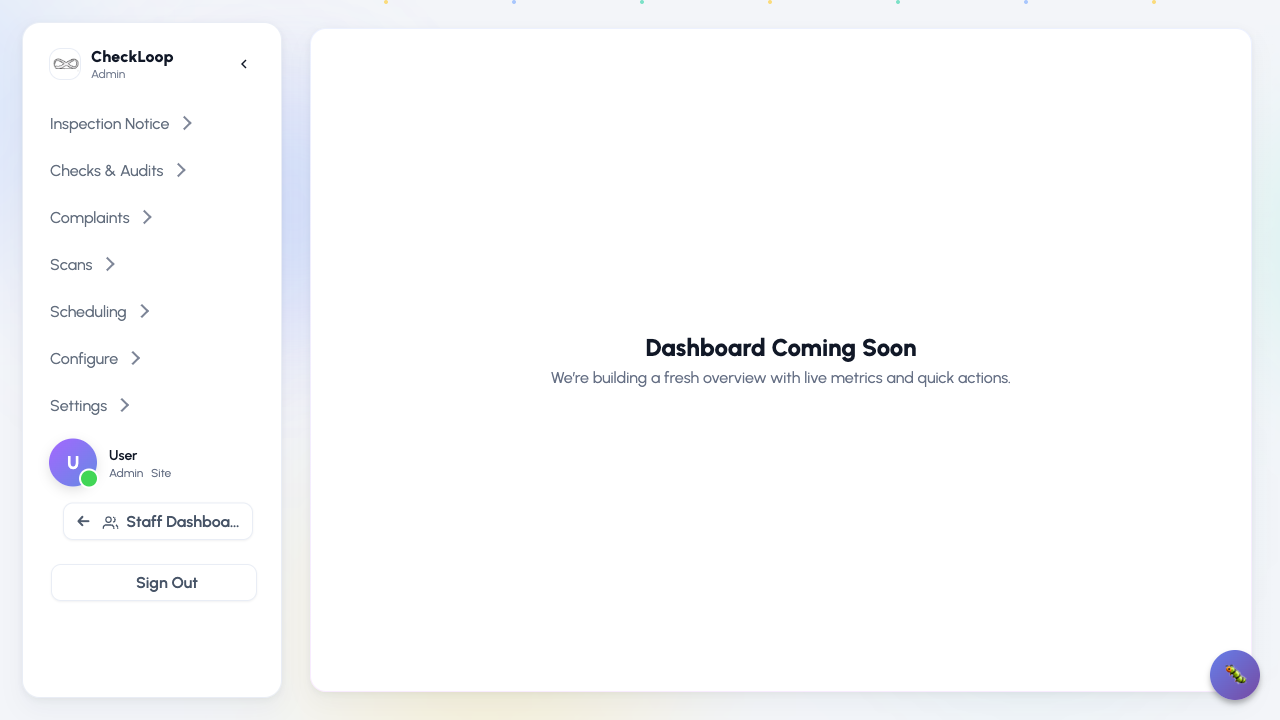 CheckLoop
Admin
Inspection Notice
Checks & Audits
Complaints
Scans
Scheduling
Configure
Settings
U
User
Admin Site
Staff Dashboa...
Sign Out
Dashboard Coming Soon
We're building a fresh overview with live metrics and quick actions.